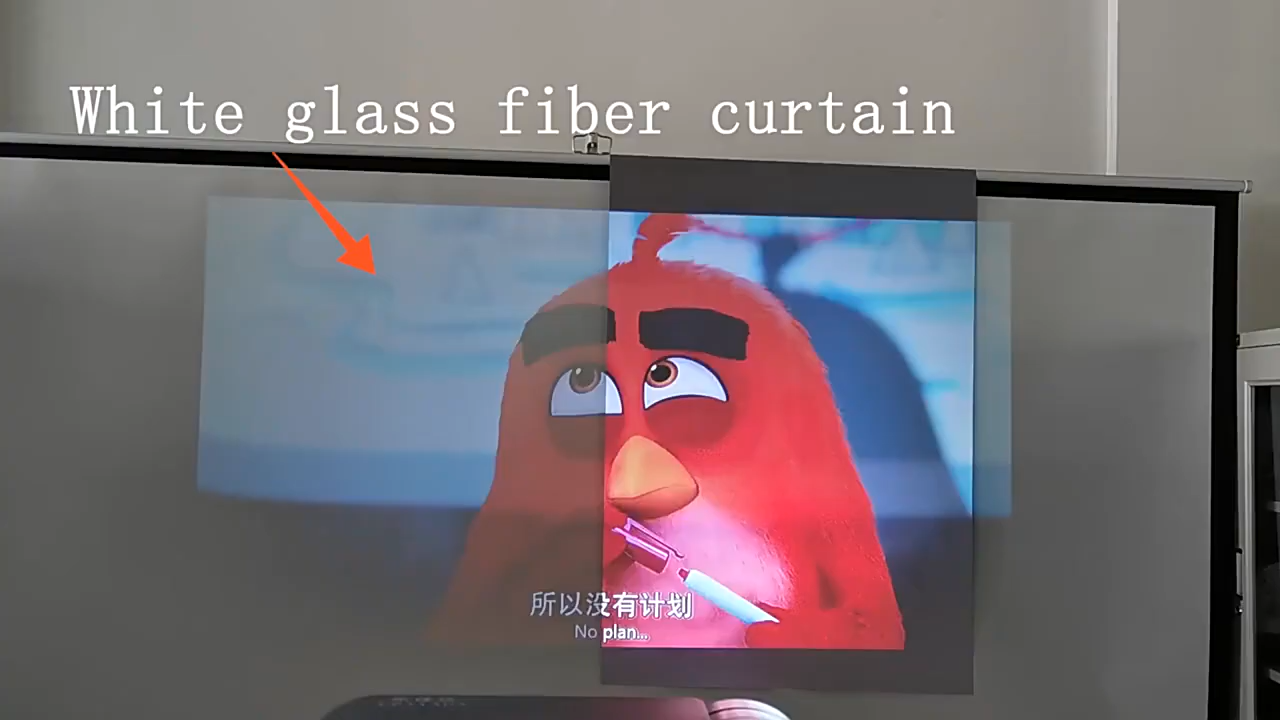 White glass fiber curtain
所以没有计划
No plan...